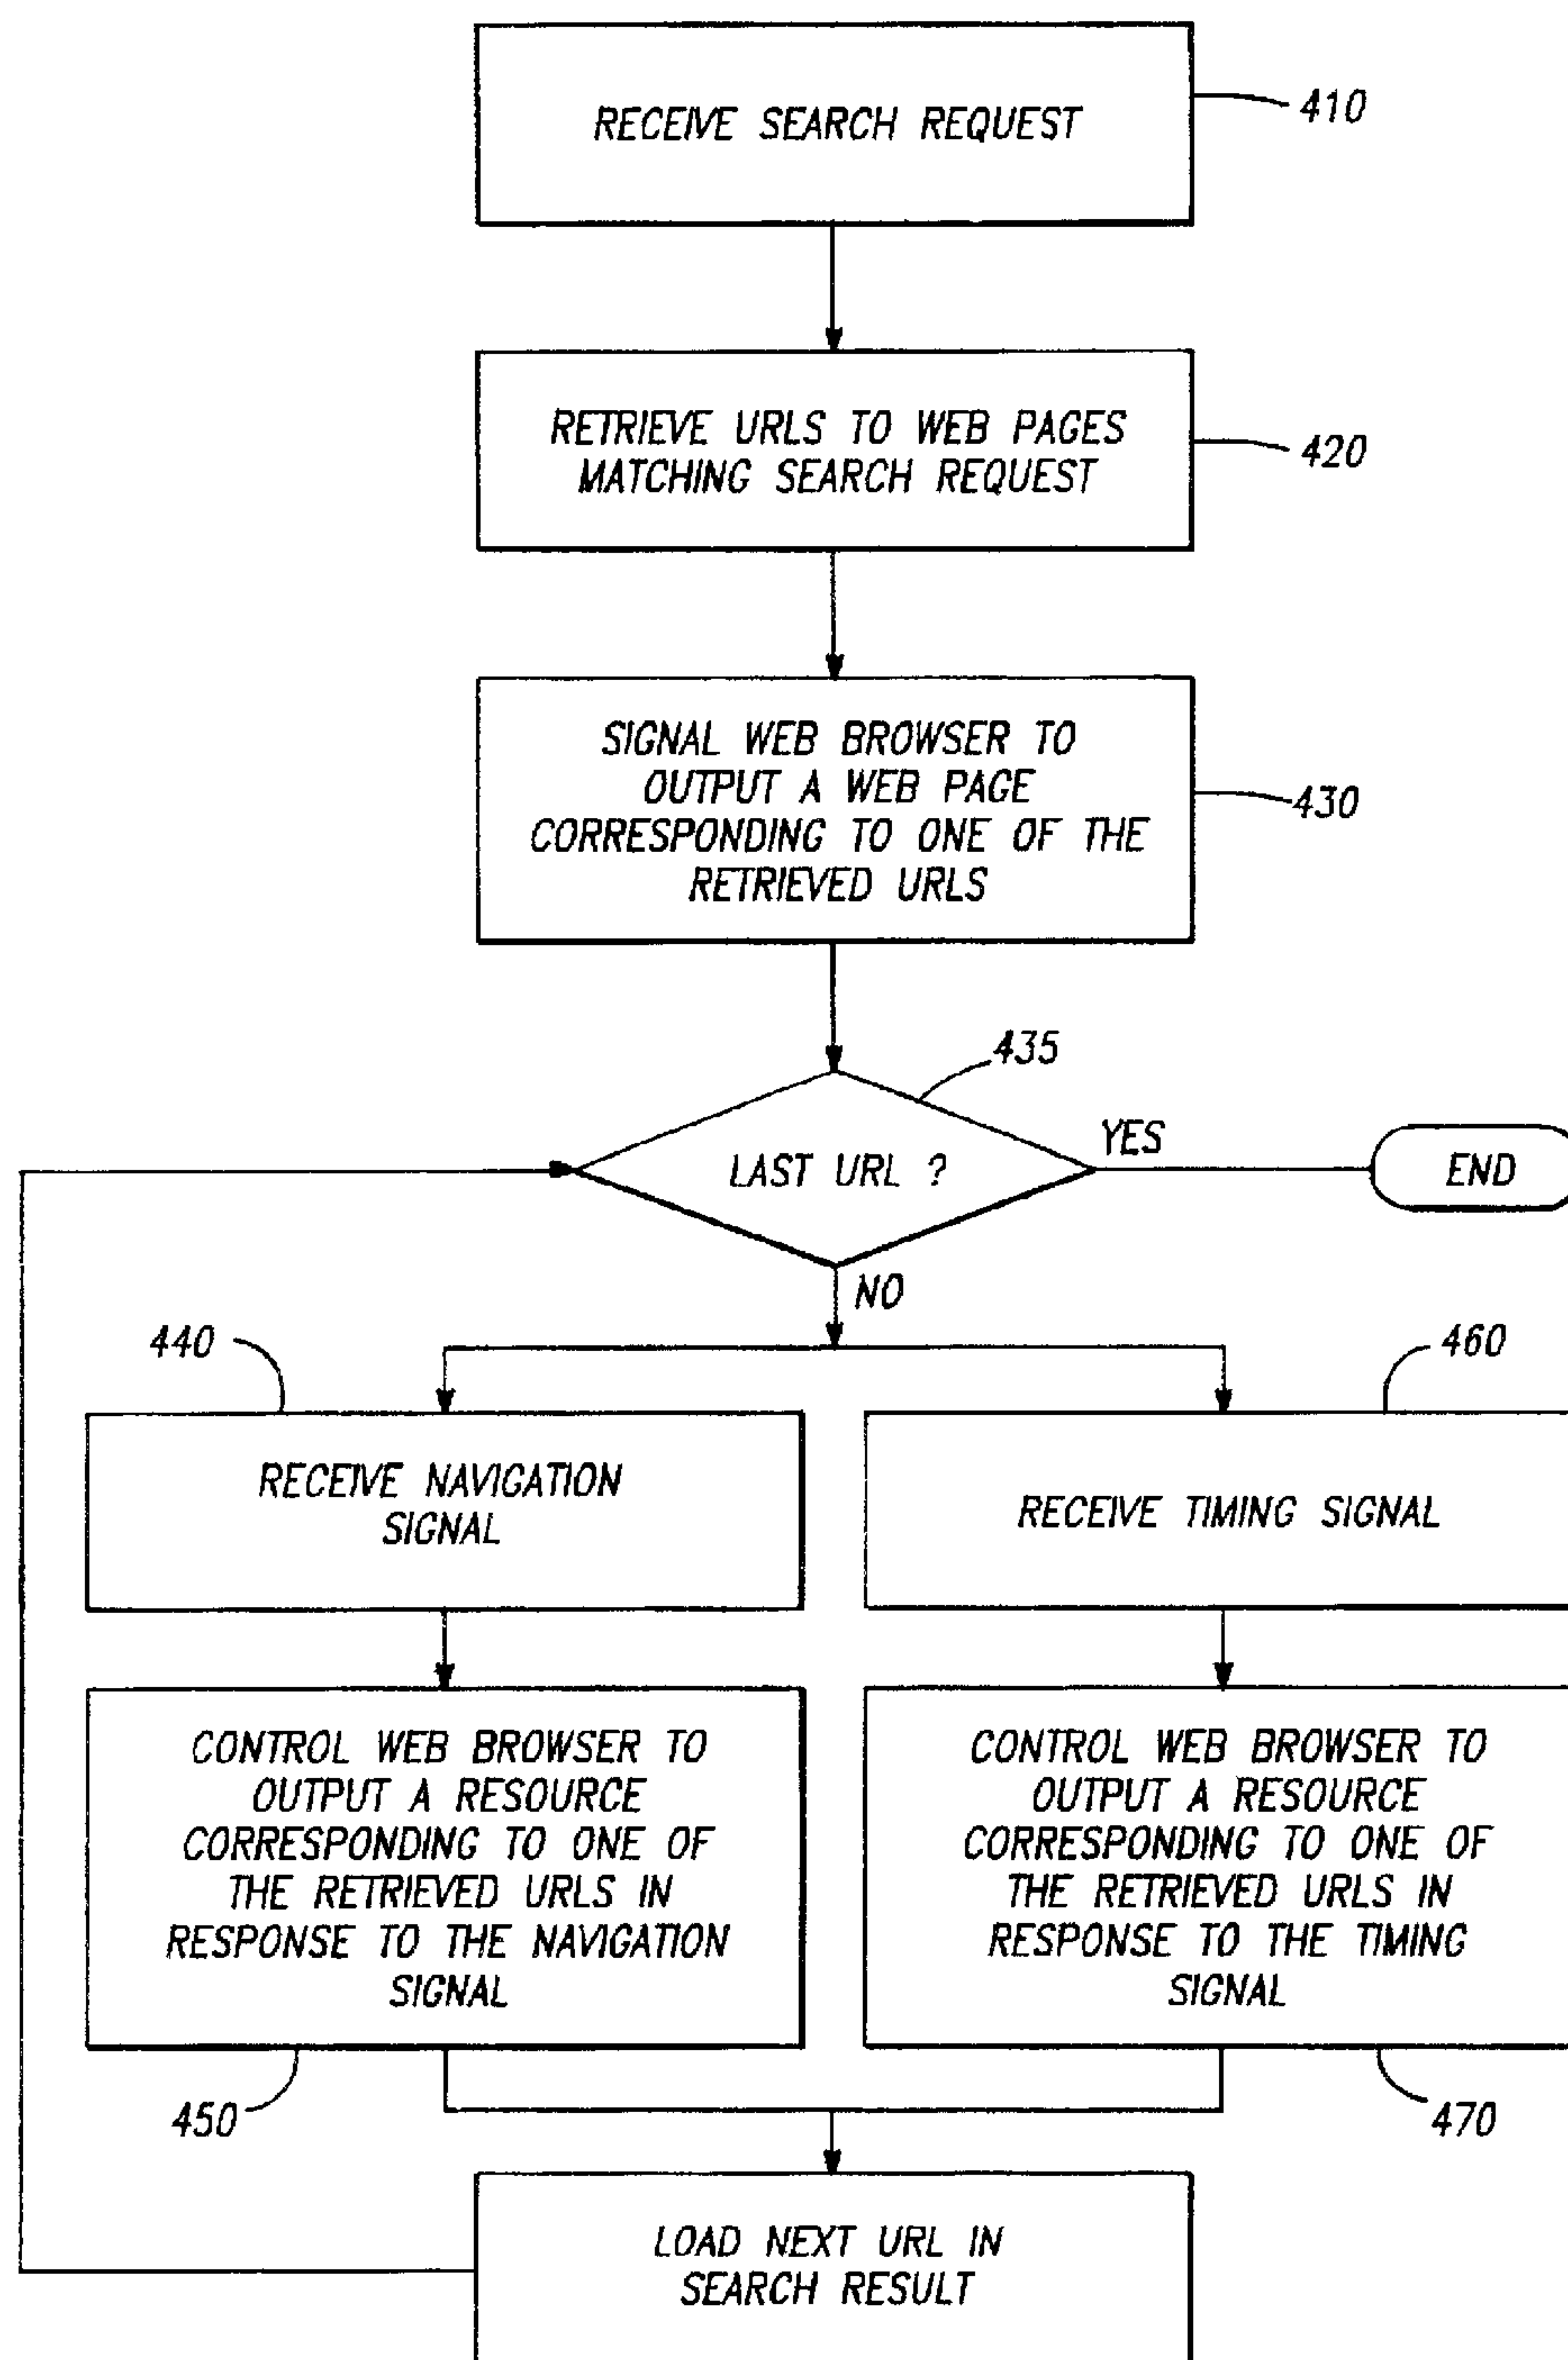 RECEIVE SEARCH REQUEST
410
RETRIEVE URLS TO WEB PAGES
MATCHING SEARCH REQUEST
420
SIGNAL WEB BROWSER TO
OUTPUT A WEB PAGE
CORRESPONDING TO ONE OF THE
RETRIEVED URLS
430
435
LAST URL ?
YES
END
NO
440
460
RECEIVE NAVIGATION
SIGNAL
RECEIVE TIMING SIGNAL
CONTROL WEB BROWSER TO
OUTPUT A RESOURCE
CORRESPONDING TO ONE OF
THE RETRIEVED URLS IN
RESPONSE TO THE NAVIGATION
SIGNAL
CONTROL WEB BROWSER TO
OUTPUT A RESOURCE
CORRESPONDING TO ONE OF
THE RETRIEVED URLS IN
RESPONSE TO THE TIMING
SIGNAL
450
470
LOAD NEXT URL IN
SEARCH RESULT